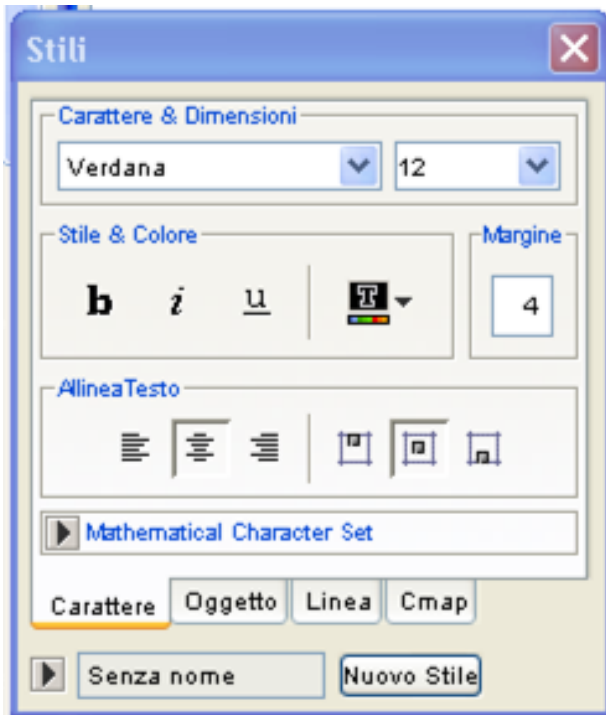 Stili
Carattere & Dimensioni
Verdana 12
Stile & Colore Margine
b i u T 4
AllineaTesto
Mathematical Character Set
Carattere Oggetto Linea Cmap
Senza nome Nuovo Stile